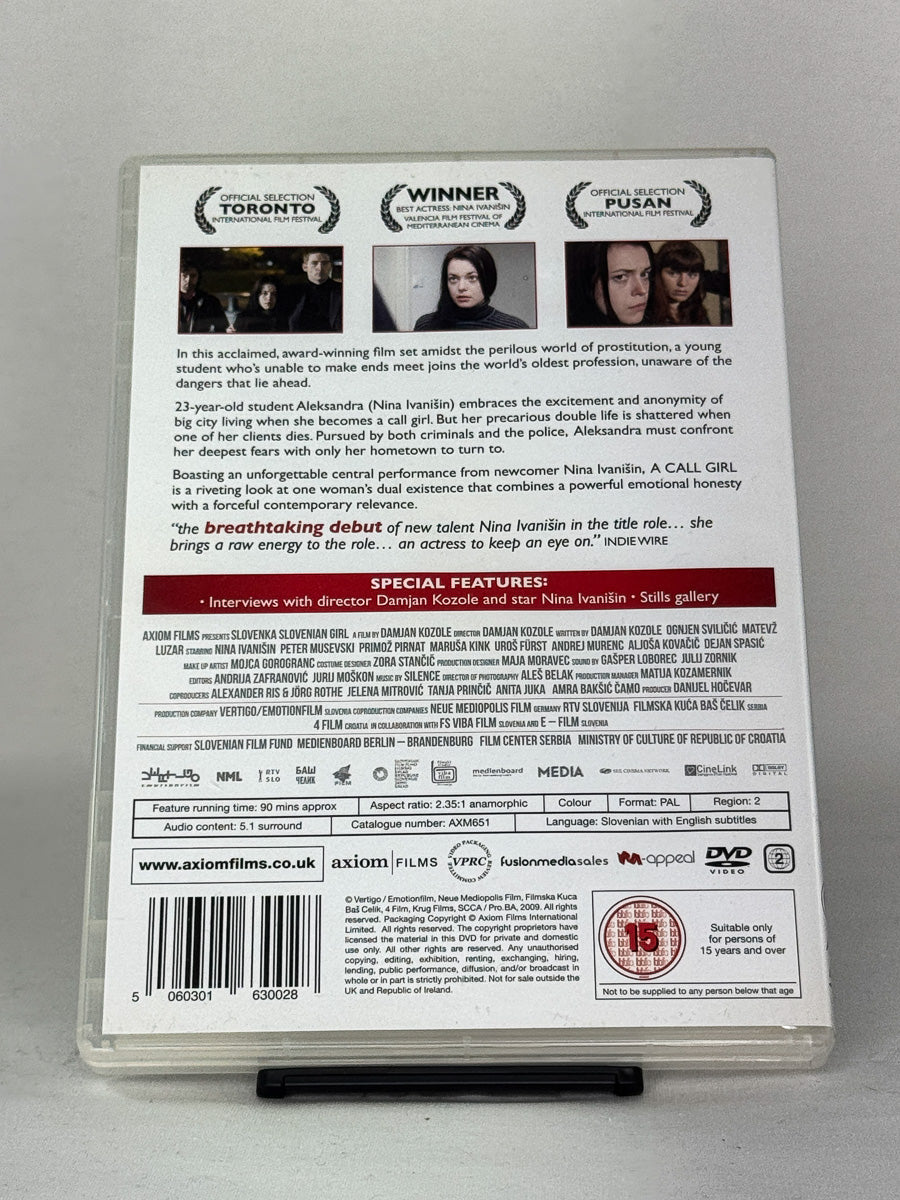 OFFICIAL SELECTION
TORONTO
INTERNATIONAL FILM FESTIVAL
WINNER
BEST ACTRESS: NINA IVANIŠIN
VALENCIA FILM FESTIVAL OF
MEDITERRANEAN CINEMA
OFFICIAL SELECTION
PUSAN
INTERNATIONAL FILM FESTIVAL
In this acclaimed, award-winning film set amidst the perilous world of prostitution, a young
student who's unable to make ends meet joins the world's oldest profession, unaware of the
dangers that lie ahead.
23-year-old student Aleksandra (Nina Ivanišin) embraces the excitement and anonymity of
big city living when she becomes a call girl. But her precarious double life is shattered when
one of her clients dies. Pursued by both criminals and the police, Aleksandra must confront
her deepest fears with only her hometown to turn to.
Boasting an unforgettable central performance from newcomer Nina Ivanišin, A CALL GIRL
is a riveting look at one woman's dual existence that combines a powerful emotional honesty
with a forceful contemporary relevance.
“the breathtaking debut of new talent Nina Ivanišin in the title role... she
brings a raw energy to the role... an actress to keep an eye on.” INDIEWIRE
SPECIAL FEATURES:
• Interviews with director Damjan Kozole and star Nina Ivanišin • Stills gallery
AXIOM FILMS PRESENTS SLOVENKA SLOVENIAN GIRL A FILM BY DAMJAN KOZOLE DIRECTOR DAMJAN KOZOLE WRITTEN BY DAMJAN KOZOLE OGNJEN SVILIČIĆ MATEVŽ
LUZAR STARRING NINA IVANIŠIN PETER MUSEVSKI PRIMOŽ PIRNAT MARUŠA KINK UROŠ FÜRST ANDREJ MURENC ALJOŠA KOVAČIČ DEJAN SPASIĆ
MAKE UP ARTIST MOJCA GOROGRANC COSTUME DESIGNER ZORA STANČIČ PRODUCTION DESIGNER MAJA MORAVEC SOUND BY GAŠPER LOBOREC JULIJ ZORNIK
EDITORS ANDRIJA ZAFRANOVIĆ JURIJ MOŠKON MUSIC BY SILENCE DIRECTOR OF PHOTOGRAPHY ALEŠ BELAK PRODUCTION MANAGER MATIJA KOZAMERNIK
COPRODUCERS ALEXANDER RIS & JÖRG ROTHE JELENA MITROVIĆ TANJA PRINČIČ ANITA JUKA AMRA BAKŠIĆ ČAMO PRODUCER DANIJEL HOČEVAR
PRODUCTION COMPANY VERTIGO/EMOTIONFILM SLOVENIA COPRODUCTION COMPANIES NEUE MEDIOPOLIS FILM GERMANY RTV SLOVENIJA FILMSKA KUĆA BAŠ ČELIK SERBIA
4 FILM CROATIA IN COLLABORATION WITH FS VIBA FILM SLOVENIA AND E – FILM SLOVENIA
FINANCIAL SUPPORT SLOVENIAN FILM FUND MEDIENBOARD BERLIN – BRANDENBURG FILM CENTER SERBIA MINISTRY OF CULTURE OF REPUBLIC OF CROATIA
NML RTV SLO БАШ ЧЕЛИК medienboard MEDIA CineLink DOLBY DIGITAL
Feature running time: 90 mins approx Aspect ratio: 2.35:1 anamorphic Colour Format: PAL Region: 2
Audio content: 5.1 surround Catalogue number: AXM651 Language: Slovenian with English subtitles
www.axiomfilms.co.uk axiom FILMS VIDEO PACKAGING REVIEW COMMITTEE VPRC fusionmediasales VA-appeal DVD VIDEO 2
© Vertigo / Emotionfilm, Neue Mediopolis Film, Filmska Kuca
Baš Celik, 4 Film, Krug Films, SCCA / Pro.BA, 2009. All rights
reserved. Packaging Copyright © Axiom Films International
Limited. All rights reserved. The copyright proprietors have
licensed the material in this DVD for private and domestic
use only. All other rights are reserved. Any unauthorised
copying, editing, exhibition, renting, exchanging, hiring,
lending, public performance, diffusion, and/or broadcast in
whole or in part is strictly prohibited. Not for sale outside the
UK and Republic of Ireland.
5 060301 630028
15
Suitable only
for persons of
15 years and over
Not to be supplied to any person below that age